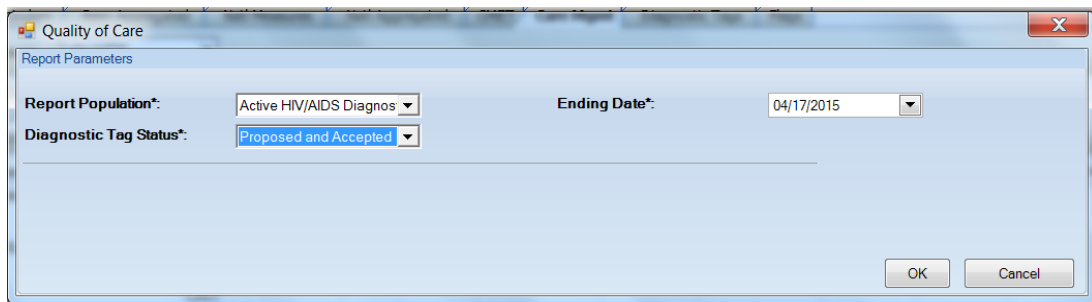 Quality of Care
Report Parameters
Report Population*: Active HIV/AIDS Diagnos Ending Date*: 04/17/2015
Diagnostic Tag Status*: Proposed and Accepted
OK Cancel